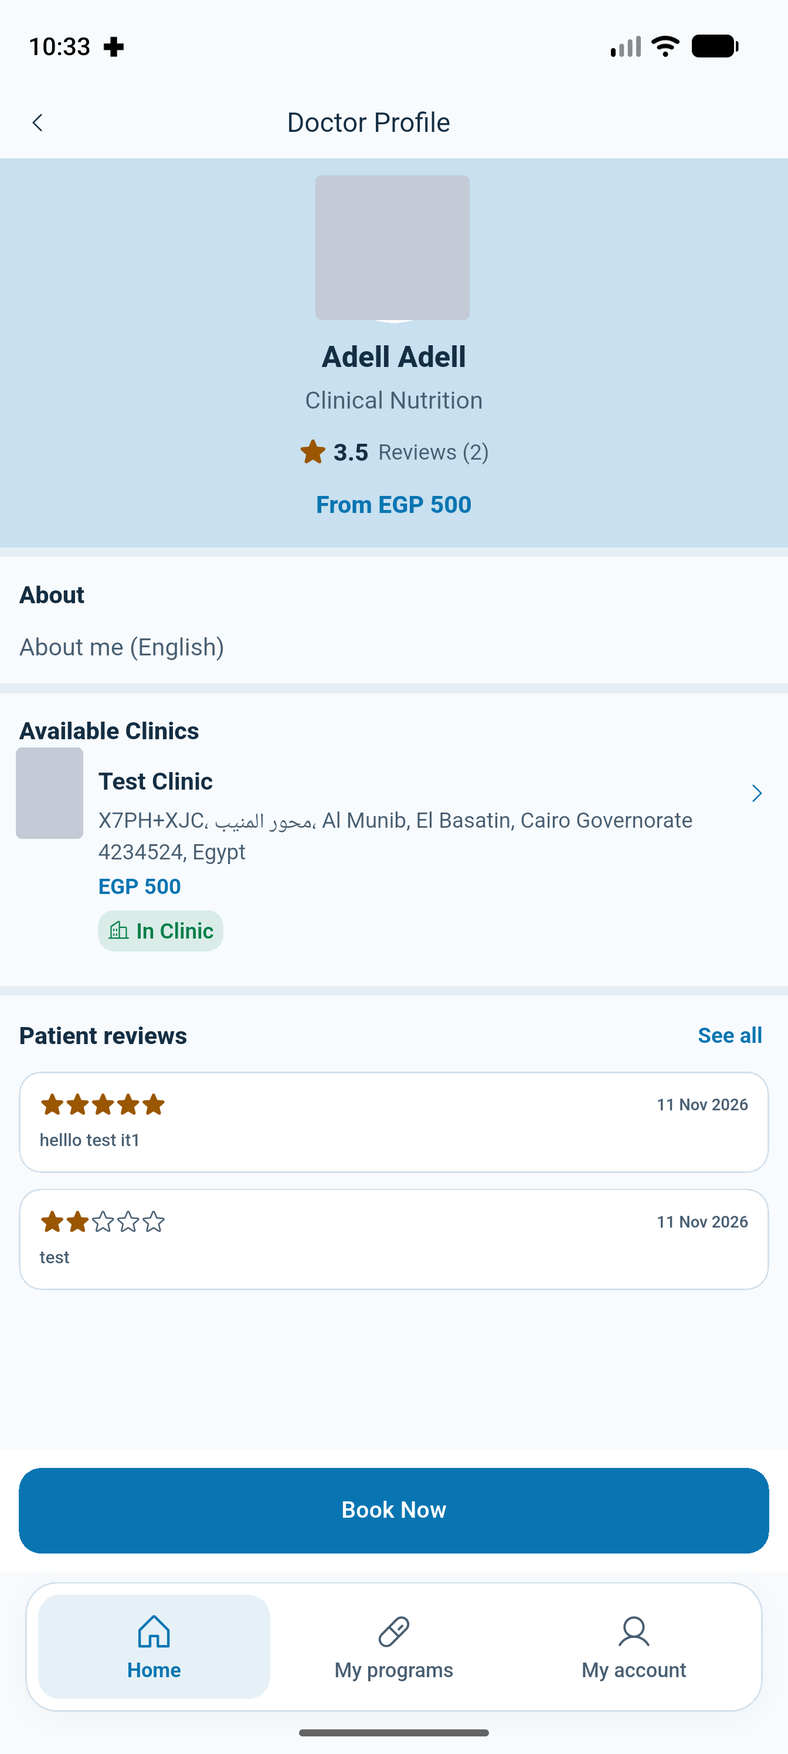 10:33
Doctor Profile
Adell Adell
Clinical Nutrition
3.5 Reviews (2)
From EGP 500
About
About me (English)
Available Clinics
Test Clinic
X7PH+XJC، محور المنيب، Al Munib, El Basatin, Cairo Governorate
4234524, Egypt
EGP 500
In Clinic
Patient reviews
See all
11 Nov 2026
helllo test it1
11 Nov 2026
test
Book Now
Home
My programs
My account